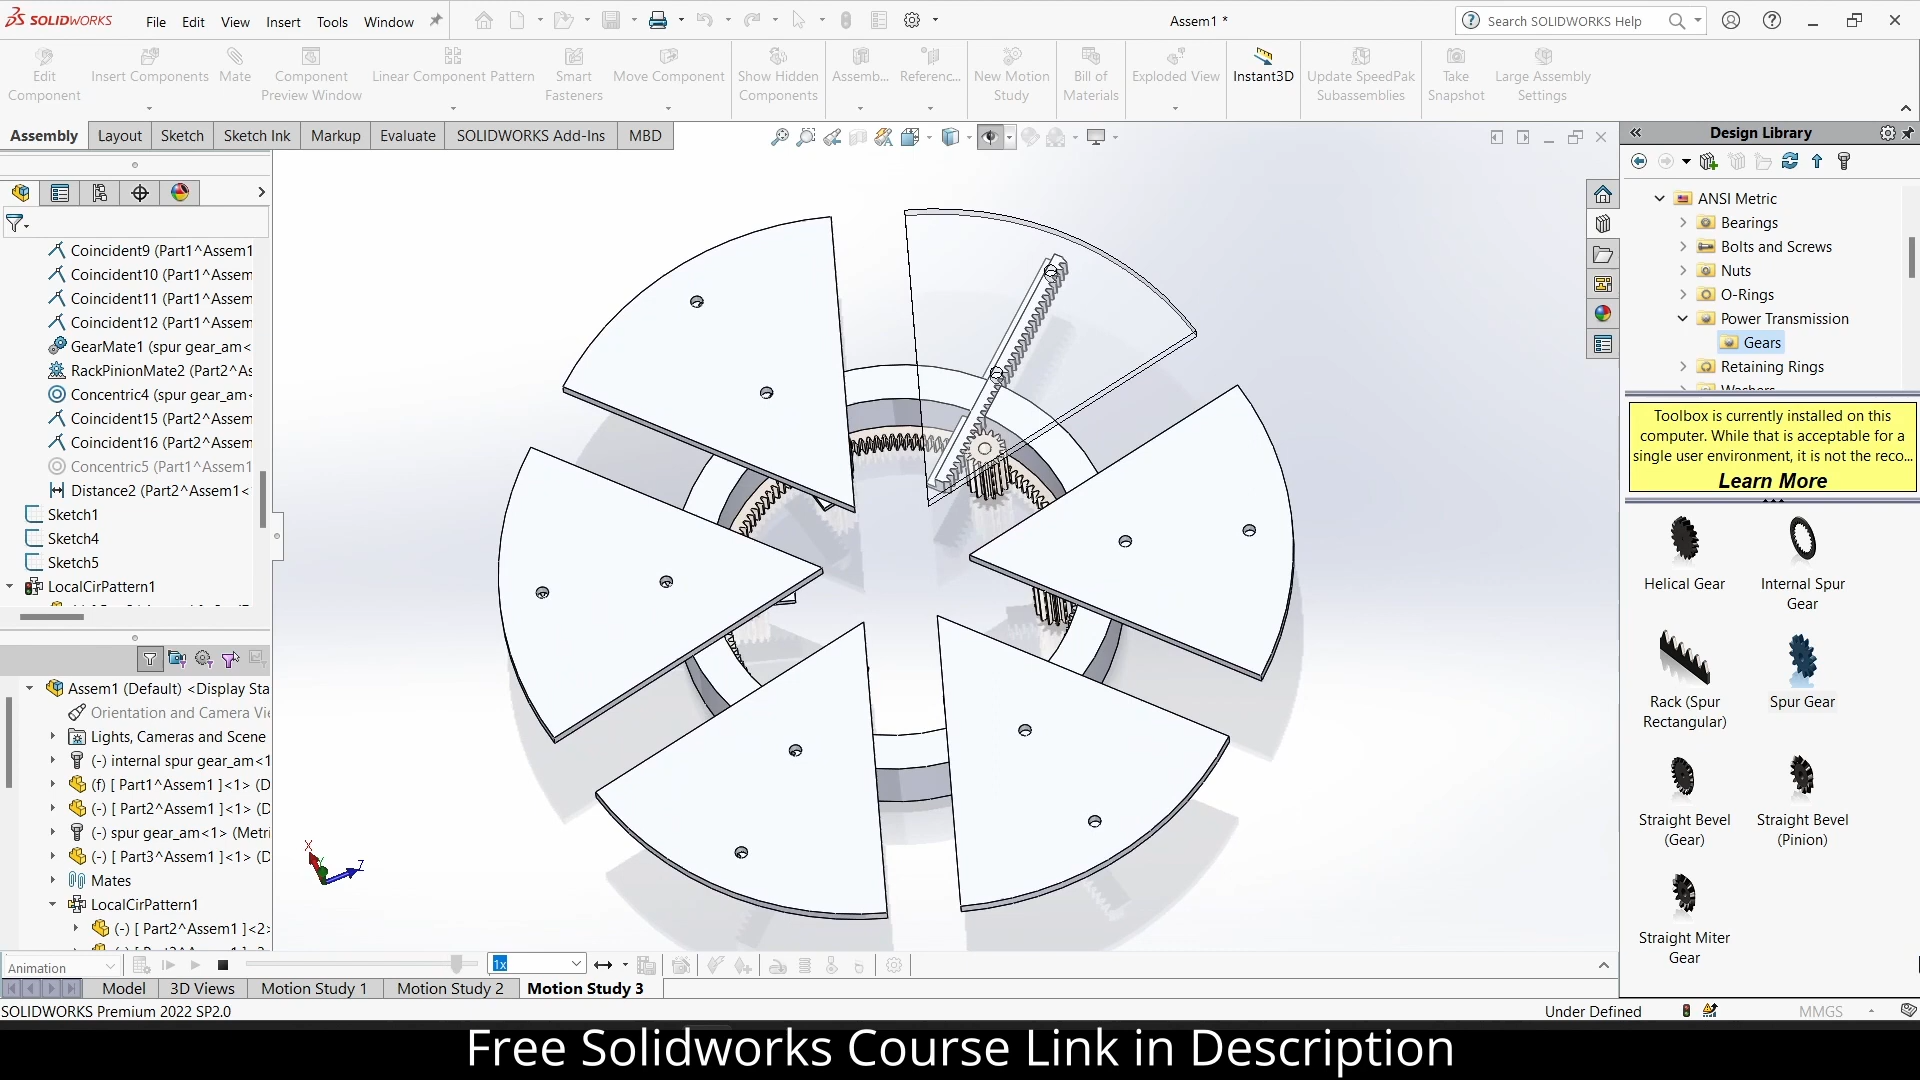 SOLIDWORKS File Edit View Insert Tools Window Assem1 * Search SOLIDWORKS Help
Edit Component
Insert Components
Mate
Component Preview Window
Linear Component Pattern
Smart Fasteners
Move Component
Show Hidden Components
Assemb...
Referenc...
New Motion Study
Bill of Materials
Exploded View
Instant3D
Update SpeedPak Subassemblies
Take Snapshot
Large Assembly Settings
Assembly Layout Sketch Sketch Ink Markup Evaluate SOLIDWORKS Add-Ins MBD
Coincident9 (Part1^Assem1
Coincident10 (Part1^Assem
Coincident11 (Part1^Assem
Coincident12 (Part1^Assem
GearMate1 (spur gear_am<
RackPinionMate2 (Part2^As
Concentric4 (spur gear_am<
Coincident15 (Part2^Assem
Coincident16 (Part2^Assem
Concentric5 (Part1^Assem1
Distance2 (Part2^Assem1<
Sketch1
Sketch4
Sketch5
LocalCirPattern1
Assem1 (Default) <Display Sta
Orientation and Camera Vie
Lights, Cameras and Scene
(-) internal spur gear_am<1
(f) [ Part1^Assem1 ]<1> (D
(-) [ Part2^Assem1 ]<1> (D
(-) spur gear_am<1> (Metri
(-) [ Part3^Assem1 ]<1> (D
Mates
LocalCirPattern1
(-) [ Part2^Assem1 ]<2>
X
Z
Design Library
ANSI Metric
Bearings
Bolts and Screws
Nuts
O-Rings
Power Transmission
Gears
Retaining Rings
Washers
Toolbox is currently installed on this
computer. While that is acceptable for a
single user environment, it is not the reco...
Learn More
Helical Gear
Internal Spur Gear
Rack (Spur Rectangular)
Spur Gear
Straight Bevel (Gear)
Straight Bevel (Pinion)
Straight Miter Gear
Animation 1x
Model 3D Views Motion Study 1 Motion Study 2 Motion Study 3
SOLIDWORKS Premium 2022 SP2.0 Under Defined MMGS
Free Solidworks Course Link in Description